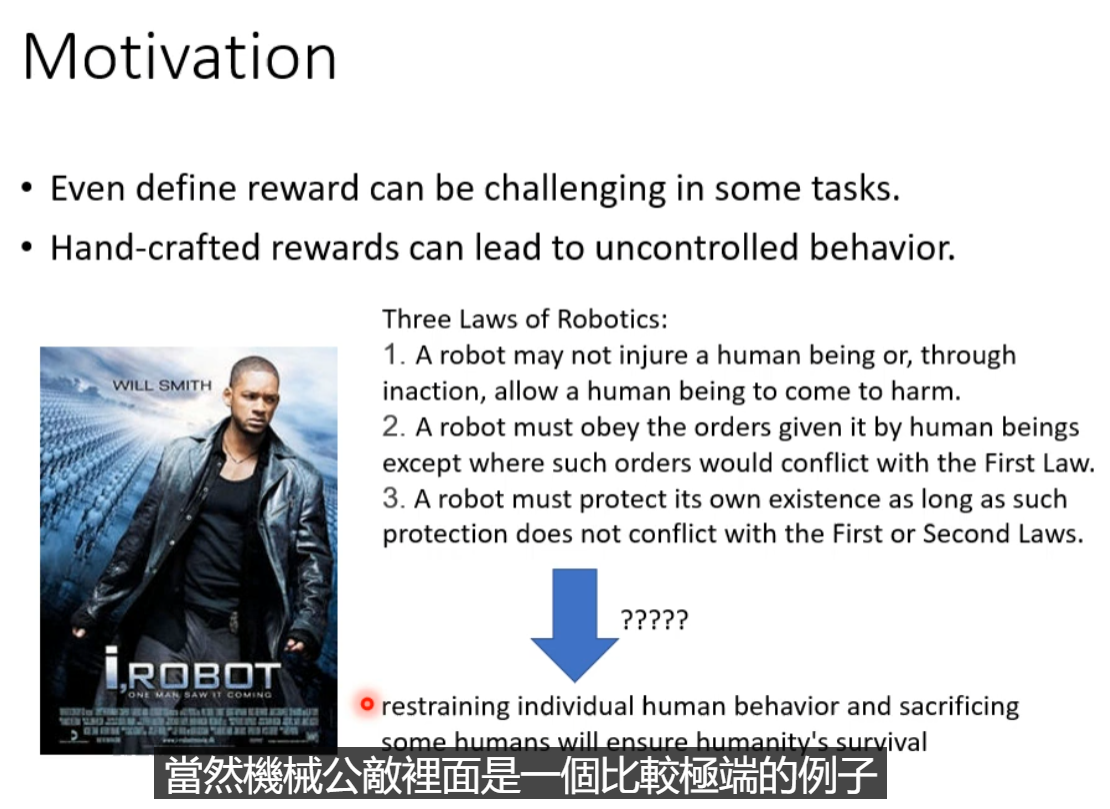 Motivation
• Even define reward can be challenging in some tasks.
• Hand-crafted rewards can lead to uncontrolled behavior.
Three Laws of Robotics:
1. A robot may not injure a human being or, through
inaction, allow a human being to come to harm.
2. A robot must obey the orders given it by human beings
except where such orders would conflict with the First Law.
3. A robot must protect its own existence as long as such
protection does not conflict with the First or Second Laws.
WILL SMITH
i,ROBOT
ONE MAN SAW IT COMING
?????
restraining individual human behavior and sacrificing
some humans will ensure humanity's survival
當然機械公敵裡面是一個比較極端的例子